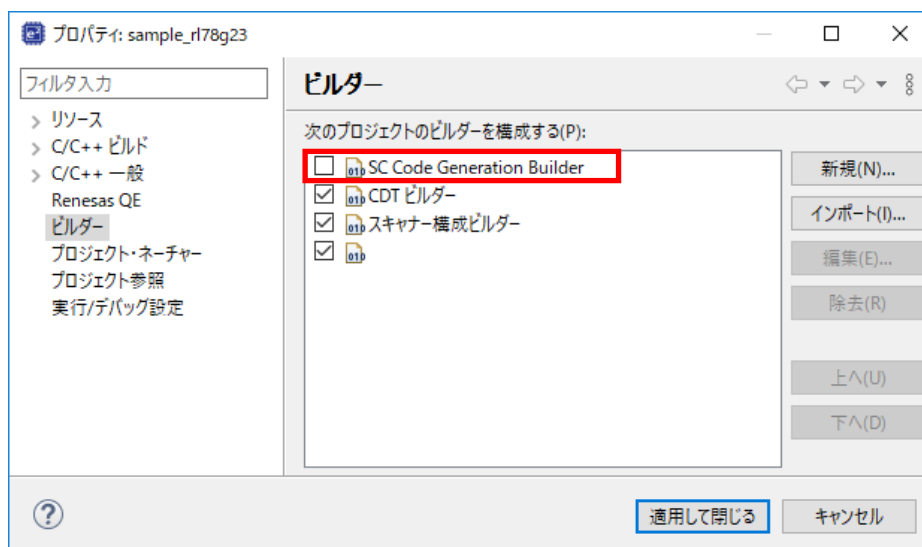 プロパティ: sample_rl78g23
フィルタ入力
リソース
C/C++ ビルド
C/C++ 一般
Renesas QE
ビルダー
プロジェクト・ネーチャー
プロジェクト参照
実行/デバッグ設定
ビルダー
次のプロジェクトのビルダーを構成する(P):
SC Code Generation Builder
CDT ビルダー
スキャナー構成ビルダー
新規(N)...
インポート(I)...
編集(E)...
除去(R)
上へ(U)
下へ(D)
適用して閉じる
キャンセル